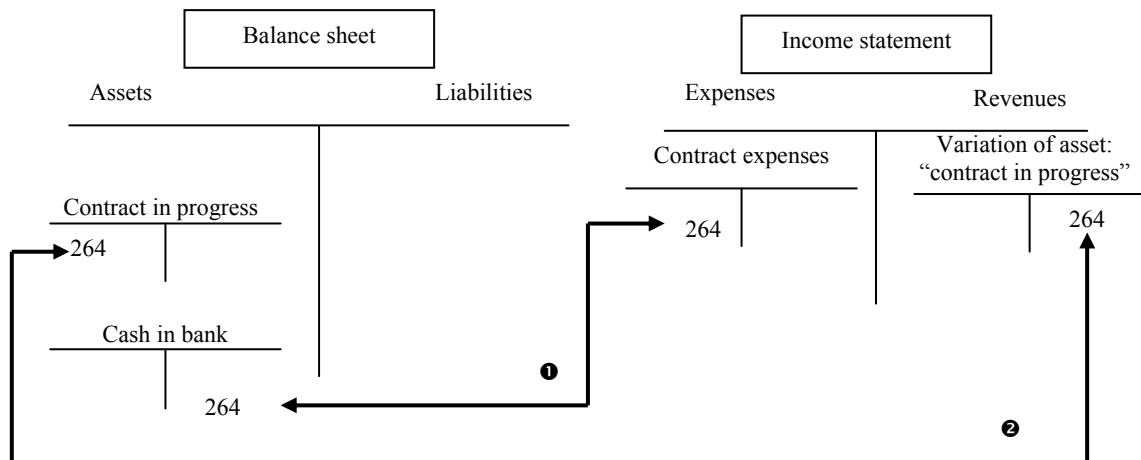 Balance sheet
Income statement
Assets
Liabilities
Expenses
Revenues
Contract expenses
Variation of asset:
“contract in progress”
Contract in progress
264
264
264
Cash in bank
264
❶
❷